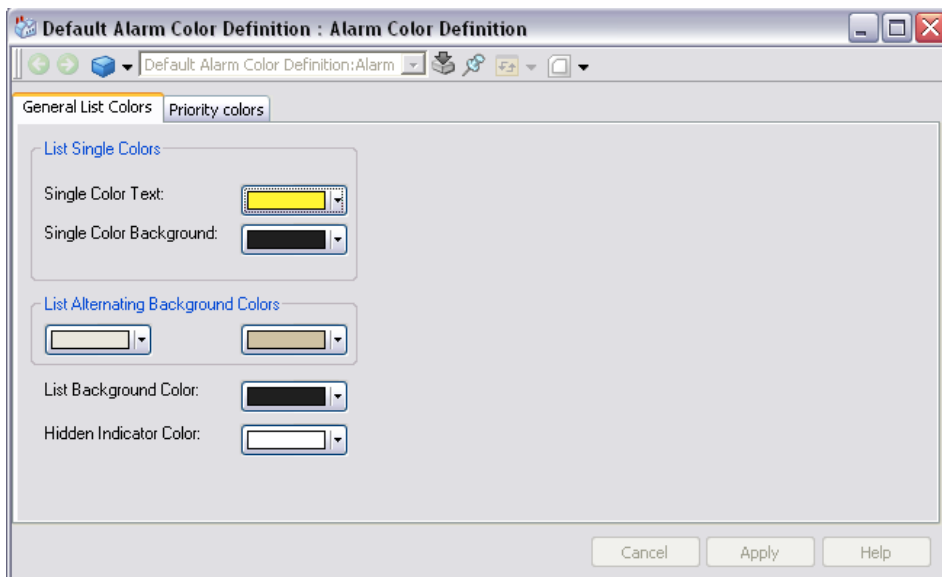 Default Alarm Color Definition : Alarm Color Definition
Default Alarm Color Definition:Alarm
General List Colors Priority colors
List Single Colors
Single Color Text:
Single Color Background:
List Alternating Background Colors
List Background Color:
Hidden Indicator Color:
Cancel Apply Help